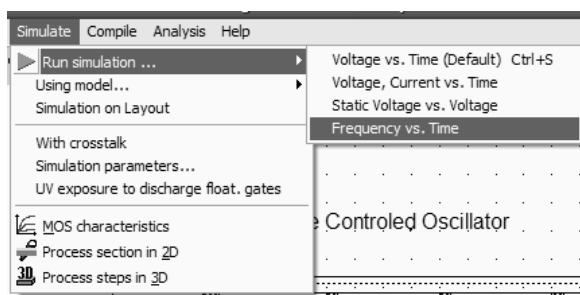 Simulate Compile Analysis Help
Run simulation ...
Using model...
Simulation on Layout
With crosstalk
Simulation parameters...
UV exposure to discharge float. gates
MOS characteristics
Process section in 2D
3D Process steps in 3D
Voltage vs. Time (Default) Ctrl+S
Voltage, Current vs. Time
Static Voltage vs. Voltage
Frequency vs. Time
Controled Oscillator